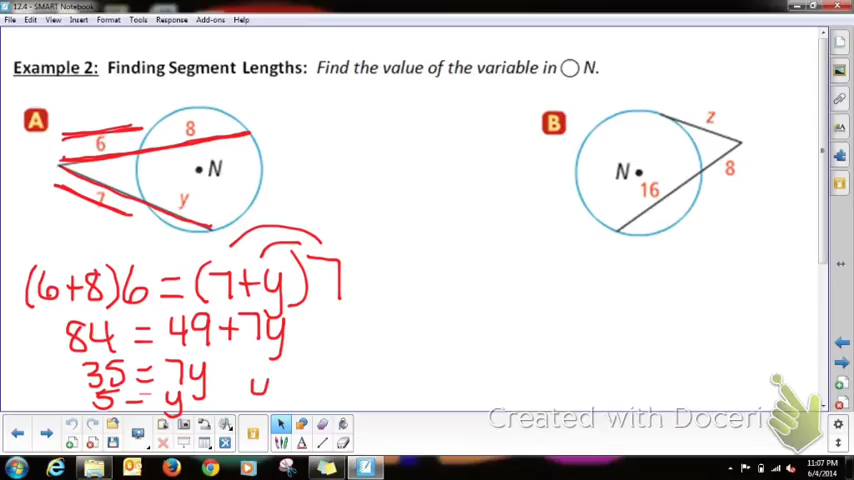 12.4 - SMART Notebook
File Edit View Insert Format Tools Response Add-ons Help
Example 2: Finding Segment Lengths: Find the value of the variable in ◯ N.
A
6
8
N
7
y
B
z
N
8
16
(6+8)6 = (7+y)7
84 = 49+7y
35 = 7y
5 = y
Created with Doceri
11:07 PM
6/4/2014